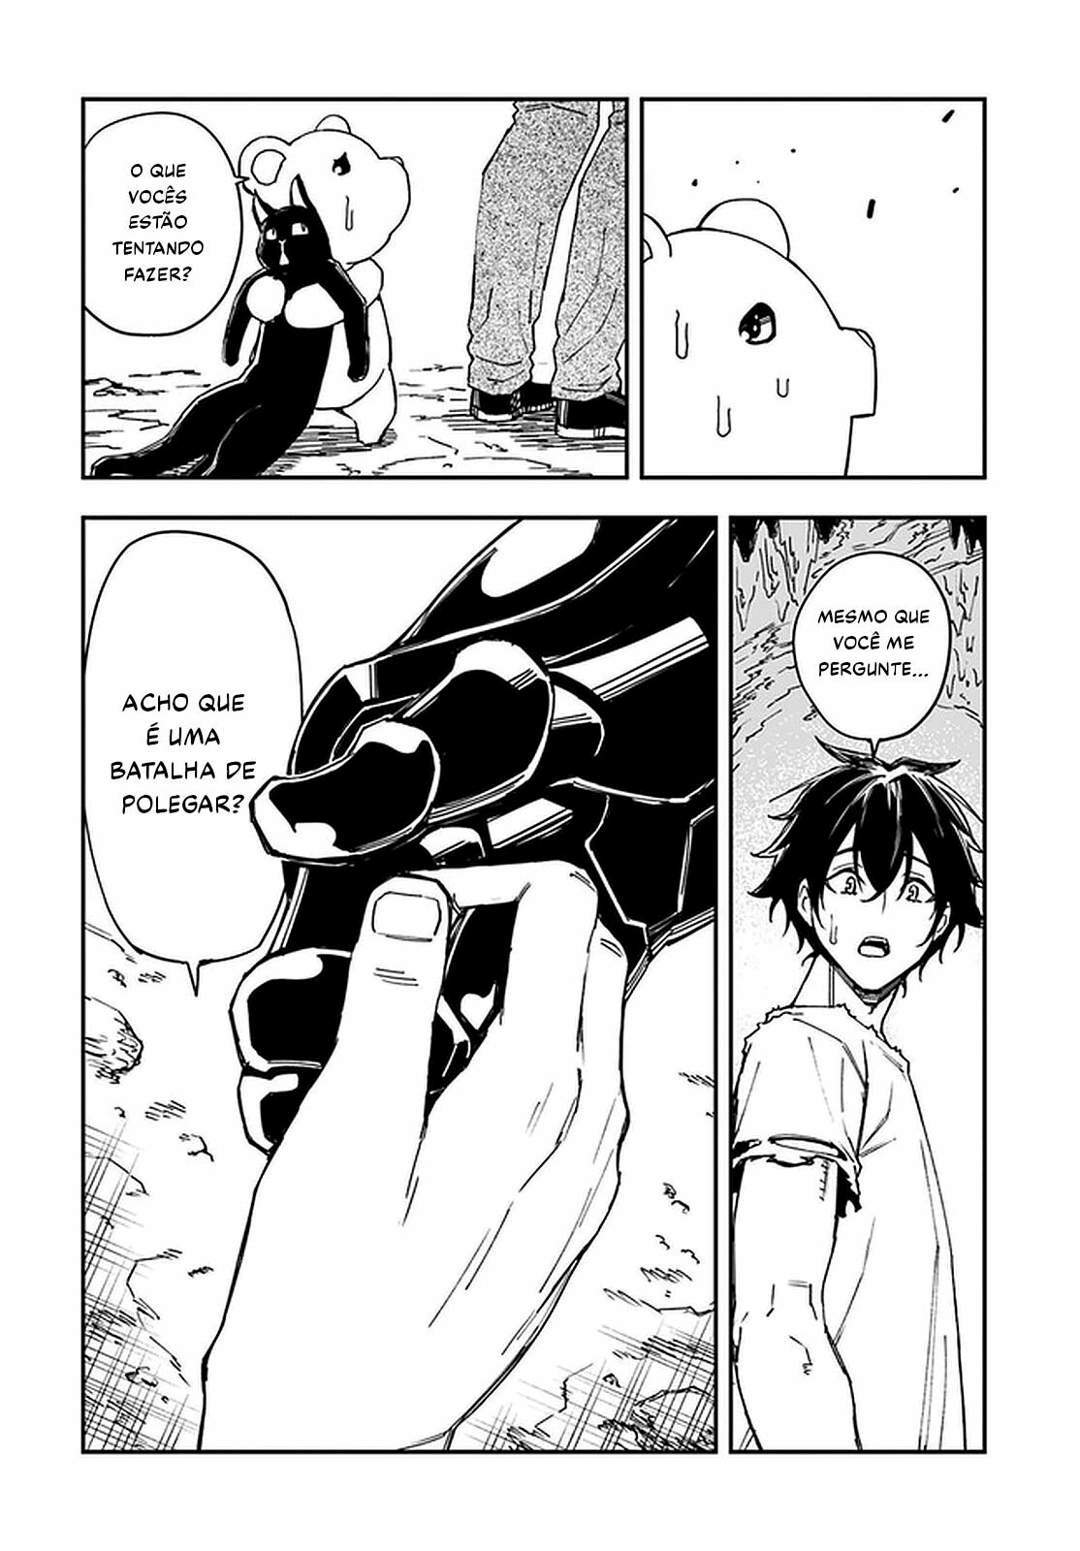 O QUE
VOCÊS
ESTÃO
TENTANDO
FAZER?
MESMO QUE
VOCÊ ME
PERGUNTE...
ACHO QUE
É UMA
BATALHA DE
POLEGAR?